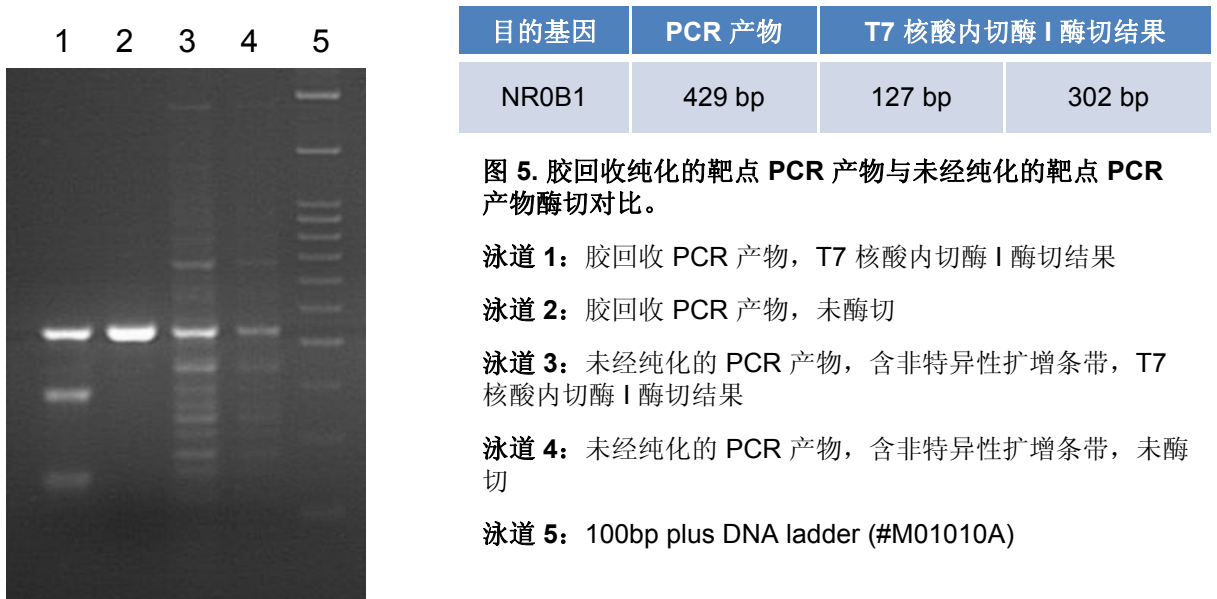 1 2 3 4 5
目的基因 PCR 产物 T7 核酸内切酶 I 酶切结果
NR0B1 429 bp 127 bp 302 bp
图 5. 胶回收纯化的靶点 PCR 产物与未经纯化的靶点 PCR
产物酶切对比。
泳道 1：胶回收 PCR 产物，T7 核酸内切酶 I 酶切结果
泳道 2：胶回收 PCR 产物，未酶切
泳道 3：未经纯化的 PCR 产物，含非特异性扩增条带，T7
核酸内切酶 I 酶切结果
泳道 4：未经纯化的 PCR 产物，含非特异性扩增条带，未酶
切
泳道 5：100bp plus DNA ladder (#M01010A)